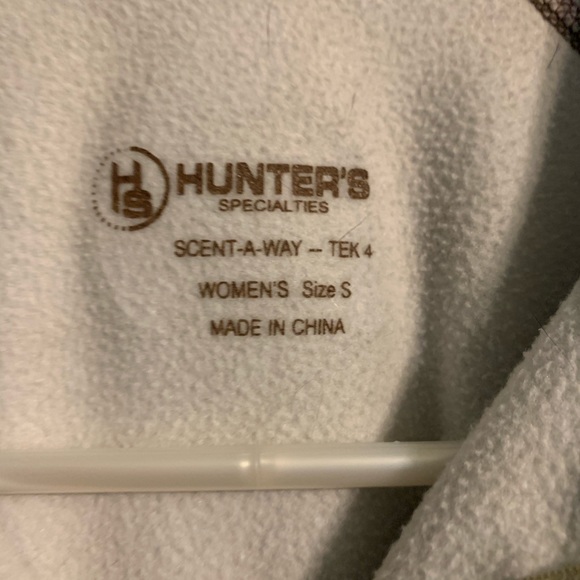 HS HUNTER'S
SPECIALTIES
SCENT-A-WAY -- TEK 4
WOMEN'S Size S
MADE IN CHINA